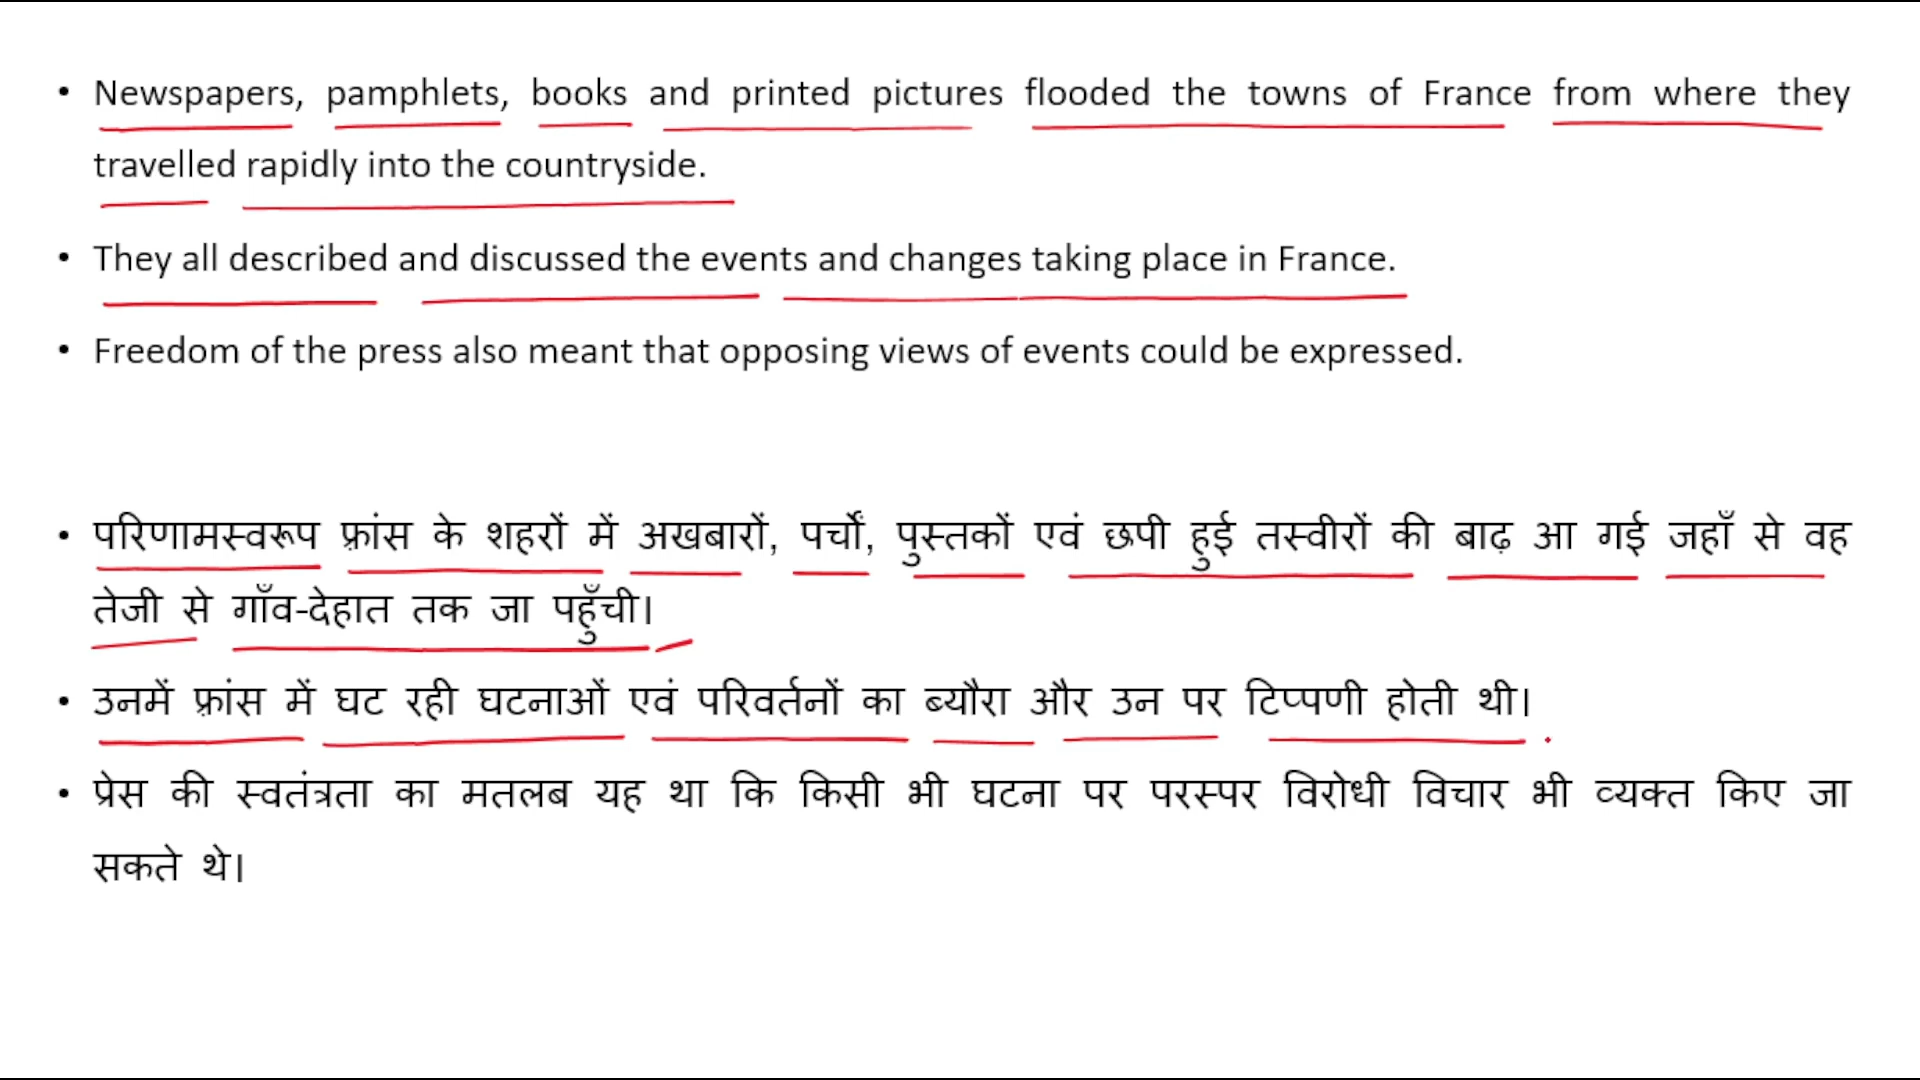 • Newspapers, pamphlets, books and printed pictures flooded the towns of France from where they
travelled rapidly into the countryside.
• They all described and discussed the events and changes taking place in France.
• Freedom of the press also meant that opposing views of events could be expressed.
• परिणामस्वरूप फ़्रांस के शहरों में अखबारों, पर्चों, पुस्तकों एवं छपी हुई तस्वीरों की बाढ़ आ गई जहाँ से वह
तेजी से गाँव-देहात तक जा पहुँची।
• उनमें फ़्रांस में घट रही घटनाओं एवं परिवर्तनों का ब्यौरा और उन पर टिप्पणी होती थी।
• प्रेस की स्वतंत्रता का मतलब यह था कि किसी भी घटना पर परस्पर विरोधी विचार भी व्यक्त किए जा
सकते थे।